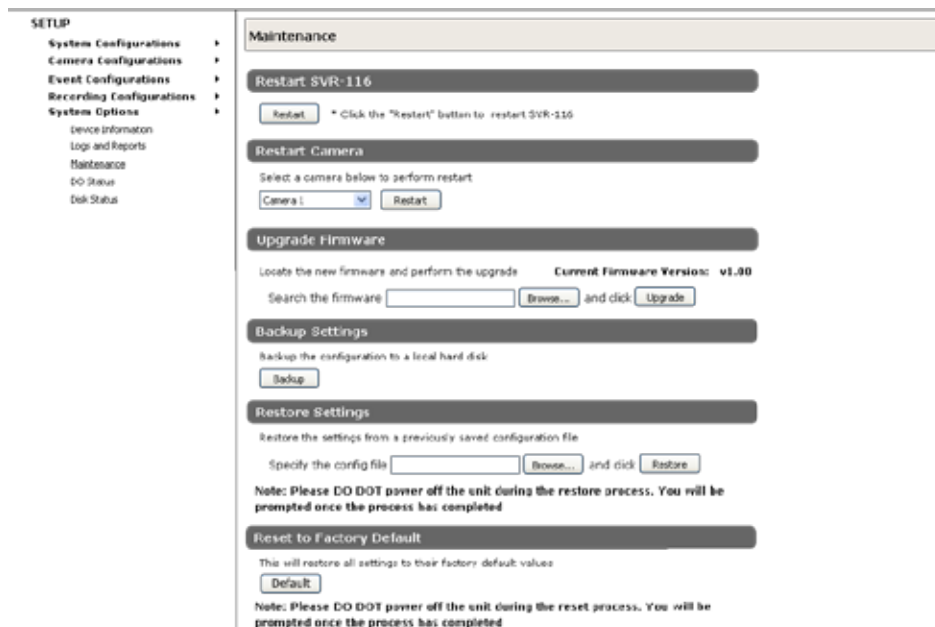 SETUP
System Configurations
Camera Configurations
Event Configurations
Recording Configurations
System Options
Device Information
Logs and Reports
Maintenance
DO Status
Disk Status
Maintenance
Restart SVR-116
Restart * Click the "Restart" button to restart SVR-116
Restart Camera
Select a camera below to perform restart
Camera 1 Restart
Upgrade Firmware
Locate the new firmware and perform the upgrade Current Firmware Version: v1.00
Search the firmware Browse... and click Upgrade
Backup Settings
Backup the configuration to a local hard disk
Backup
Restore Settings
Restore the settings from a previously saved configuration file
Specify the config file Browse... and click Restore
Note: Please DO DOT power off the unit during the restore process. You will be
prompted once the process has completed
Reset to Factory Default
This will restore all settings to their factory default values
Default
Note: Please DO DOT power off the unit during the reset process. You will be
prompted once the process has completed